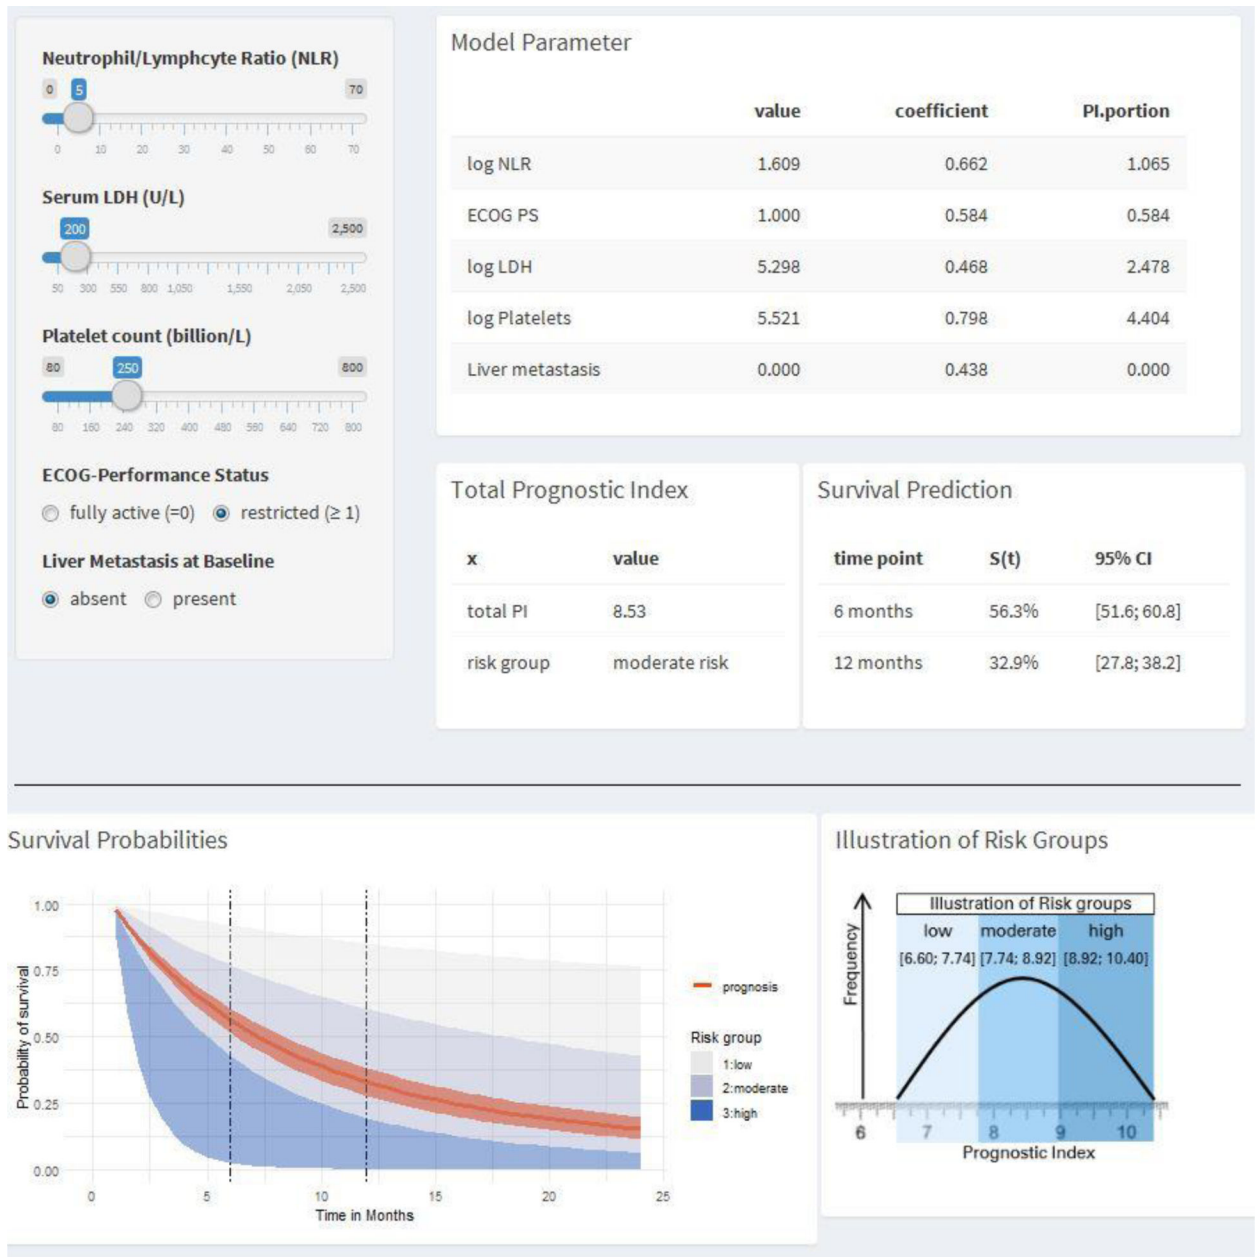 Neutrophil/Lymphcyte Ratio (NLR)
0 5 70
0 10 20 30 40 50 60 70
Serum LDH (U/L)
200 2,500
50 300 550 800 1,050 1,550 2,050 2,500
Platelet count (billion/L)
80 250 800
80 160 240 320 400 480 560 640 720 800
ECOG-Performance Status
fully active (=0) restricted (≥ 1)
Liver Metastasis at Baseline
absent present
Model Parameter
value coefficient PI.portion
log NLR 1.609 0.662 1.065
ECOG PS 1.000 0.584 0.584
log LDH 5.298 0.468 2.478
log Platelets 5.521 0.798 4.404
Liver metastasis 0.000 0.438 0.000
Total Prognostic Index
x value
total PI 8.53
risk group moderate risk
Survival Prediction
time point S(t) 95% CI
6 months 56.3% [51.6; 60.8]
12 months 32.9% [27.8; 38.2]
Survival Probabilities
Probability of survival
1.00
0.75
0.50
0.25
0.00
0 5 10 15 20 25
Time in Months
prognosis
Risk group
1:low
2:moderate
3:high
Illustration of Risk Groups
Illustration of Risk groups
low moderate high
[6.60; 7.74] [7.74; 8.92] [8.92; 10.40]
Frequency
6 7 8 9 10
Prognostic Index